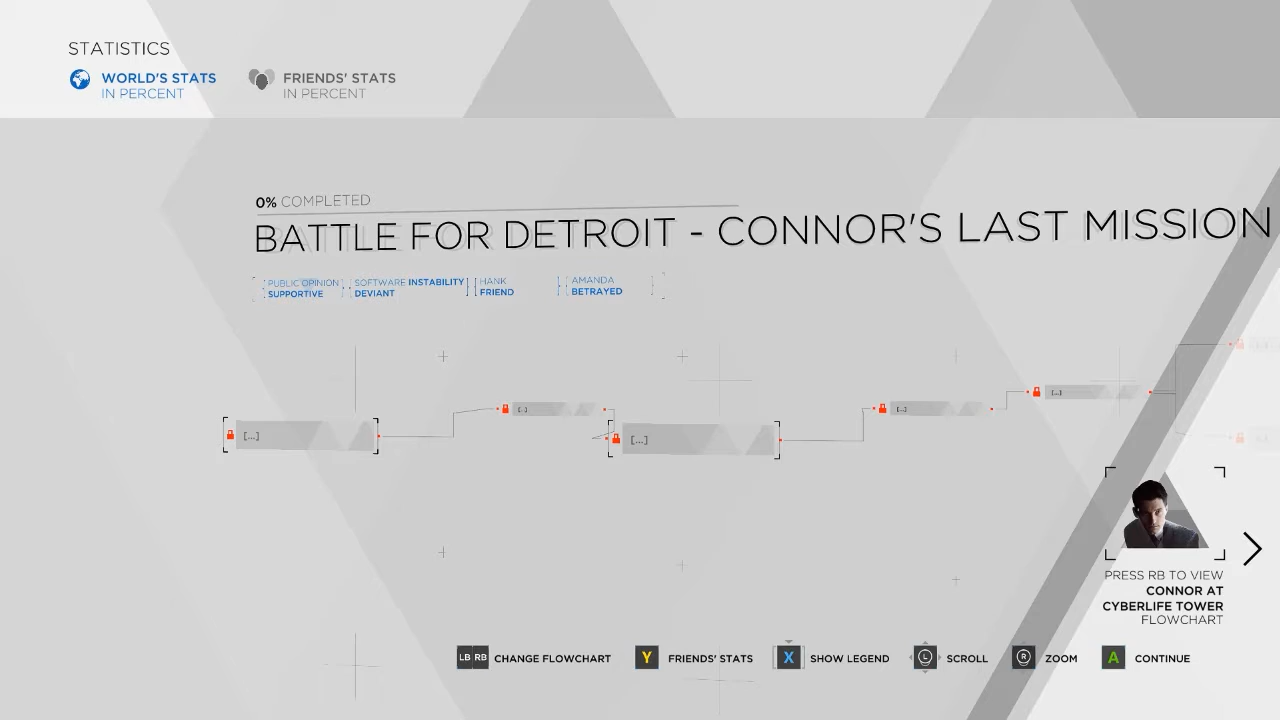 STATISTICS
WORLD'S STATS
IN PERCENT
FRIENDS' STATS
IN PERCENT
0% COMPLETED
BATTLE FOR DETROIT - CONNOR'S LAST MISSION
PUBLIC OPINION
SUPPORTIVE
SOFTWARE INSTABILITY
DEVIANT
HANK
FRIEND
AMANDA
BETRAYED
[...]
[...]
[...]
[...]
[...]
PRESS RB TO VIEW
CONNOR AT
CYBERLIFE TOWER
FLOWCHART
LB RB CHANGE FLOWCHART
Y FRIENDS' STATS
X SHOW LEGEND
L SCROLL
R ZOOM
A CONTINUE